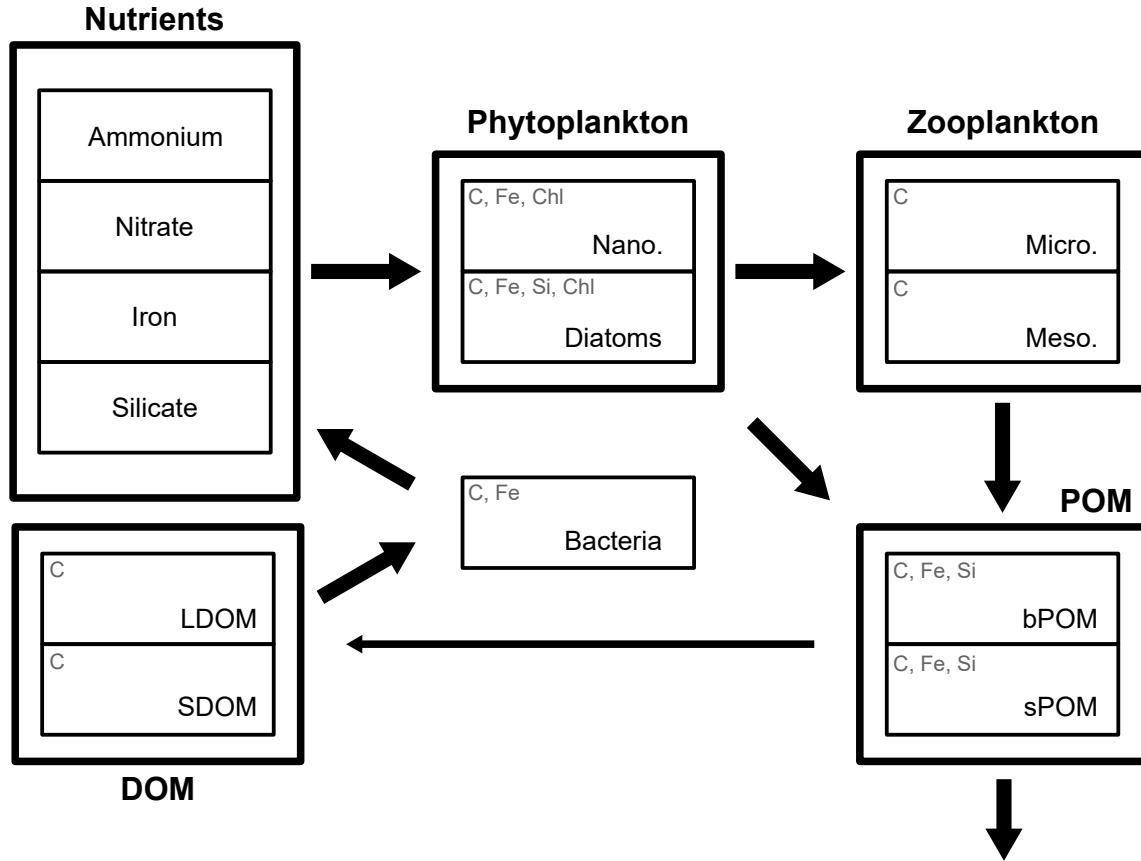 Nutrients
Ammonium
Nitrate
Iron
Silicate
Phytoplankton
C, Fe, Chl
Nano.
C, Fe, Si, Chl
Diatoms
Zooplankton
C
Micro.
C
Meso.
C, Fe
Bacteria
POM
C, Fe, Si
bPOM
C, Fe, Si
sPOM
C
LDOM
C
SDOM
DOM